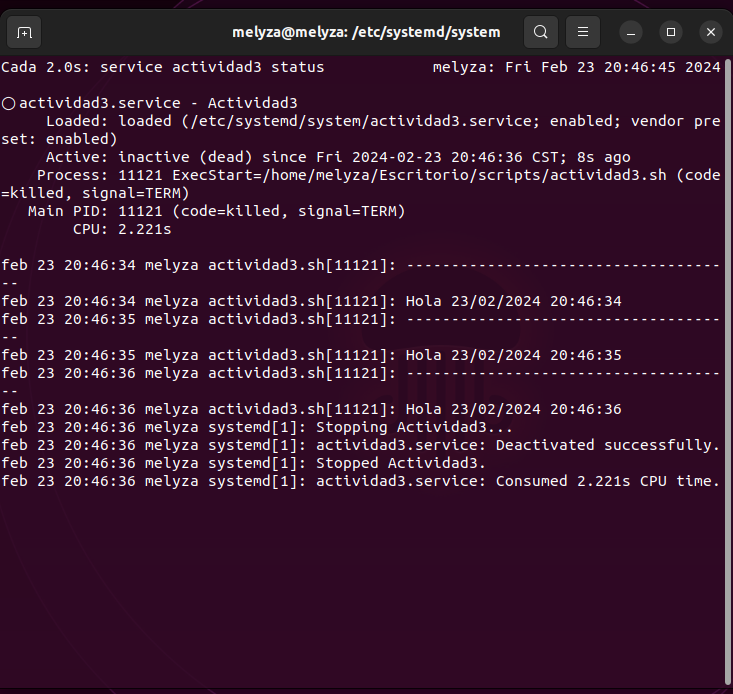 melyza@melyza: /etc/systemd/system
Cada 2.0s: service actividad3 status melyza: Fri Feb 23 20:46:45 2024
○ actividad3.service - Actividad3
Loaded: loaded (/etc/systemd/system/actividad3.service; enabled; vendor pre
set: enabled)
Active: inactive (dead) since Fri 2024-02-23 20:46:36 CST; 8s ago
Process: 11121 ExecStart=/home/melyza/Escritorio/scripts/actividad3.sh (code
=killed, signal=TERM)
Main PID: 11121 (code=killed, signal=TERM)
CPU: 2.221s
feb 23 20:46:34 melyza actividad3.sh[11121]: -----------------------------------
--
feb 23 20:46:34 melyza actividad3.sh[11121]: Hola 23/02/2024 20:46:34
feb 23 20:46:35 melyza actividad3.sh[11121]: -----------------------------------
--
feb 23 20:46:35 melyza actividad3.sh[11121]: Hola 23/02/2024 20:46:35
feb 23 20:46:36 melyza actividad3.sh[11121]: -----------------------------------
--
feb 23 20:46:36 melyza actividad3.sh[11121]: Hola 23/02/2024 20:46:36
feb 23 20:46:36 melyza systemd[1]: Stopping Actividad3...
feb 23 20:46:36 melyza systemd[1]: actividad3.service: Deactivated successfully.
feb 23 20:46:36 melyza systemd[1]: Stopped Actividad3.
feb 23 20:46:36 melyza systemd[1]: actividad3.service: Consumed 2.221s CPU time.